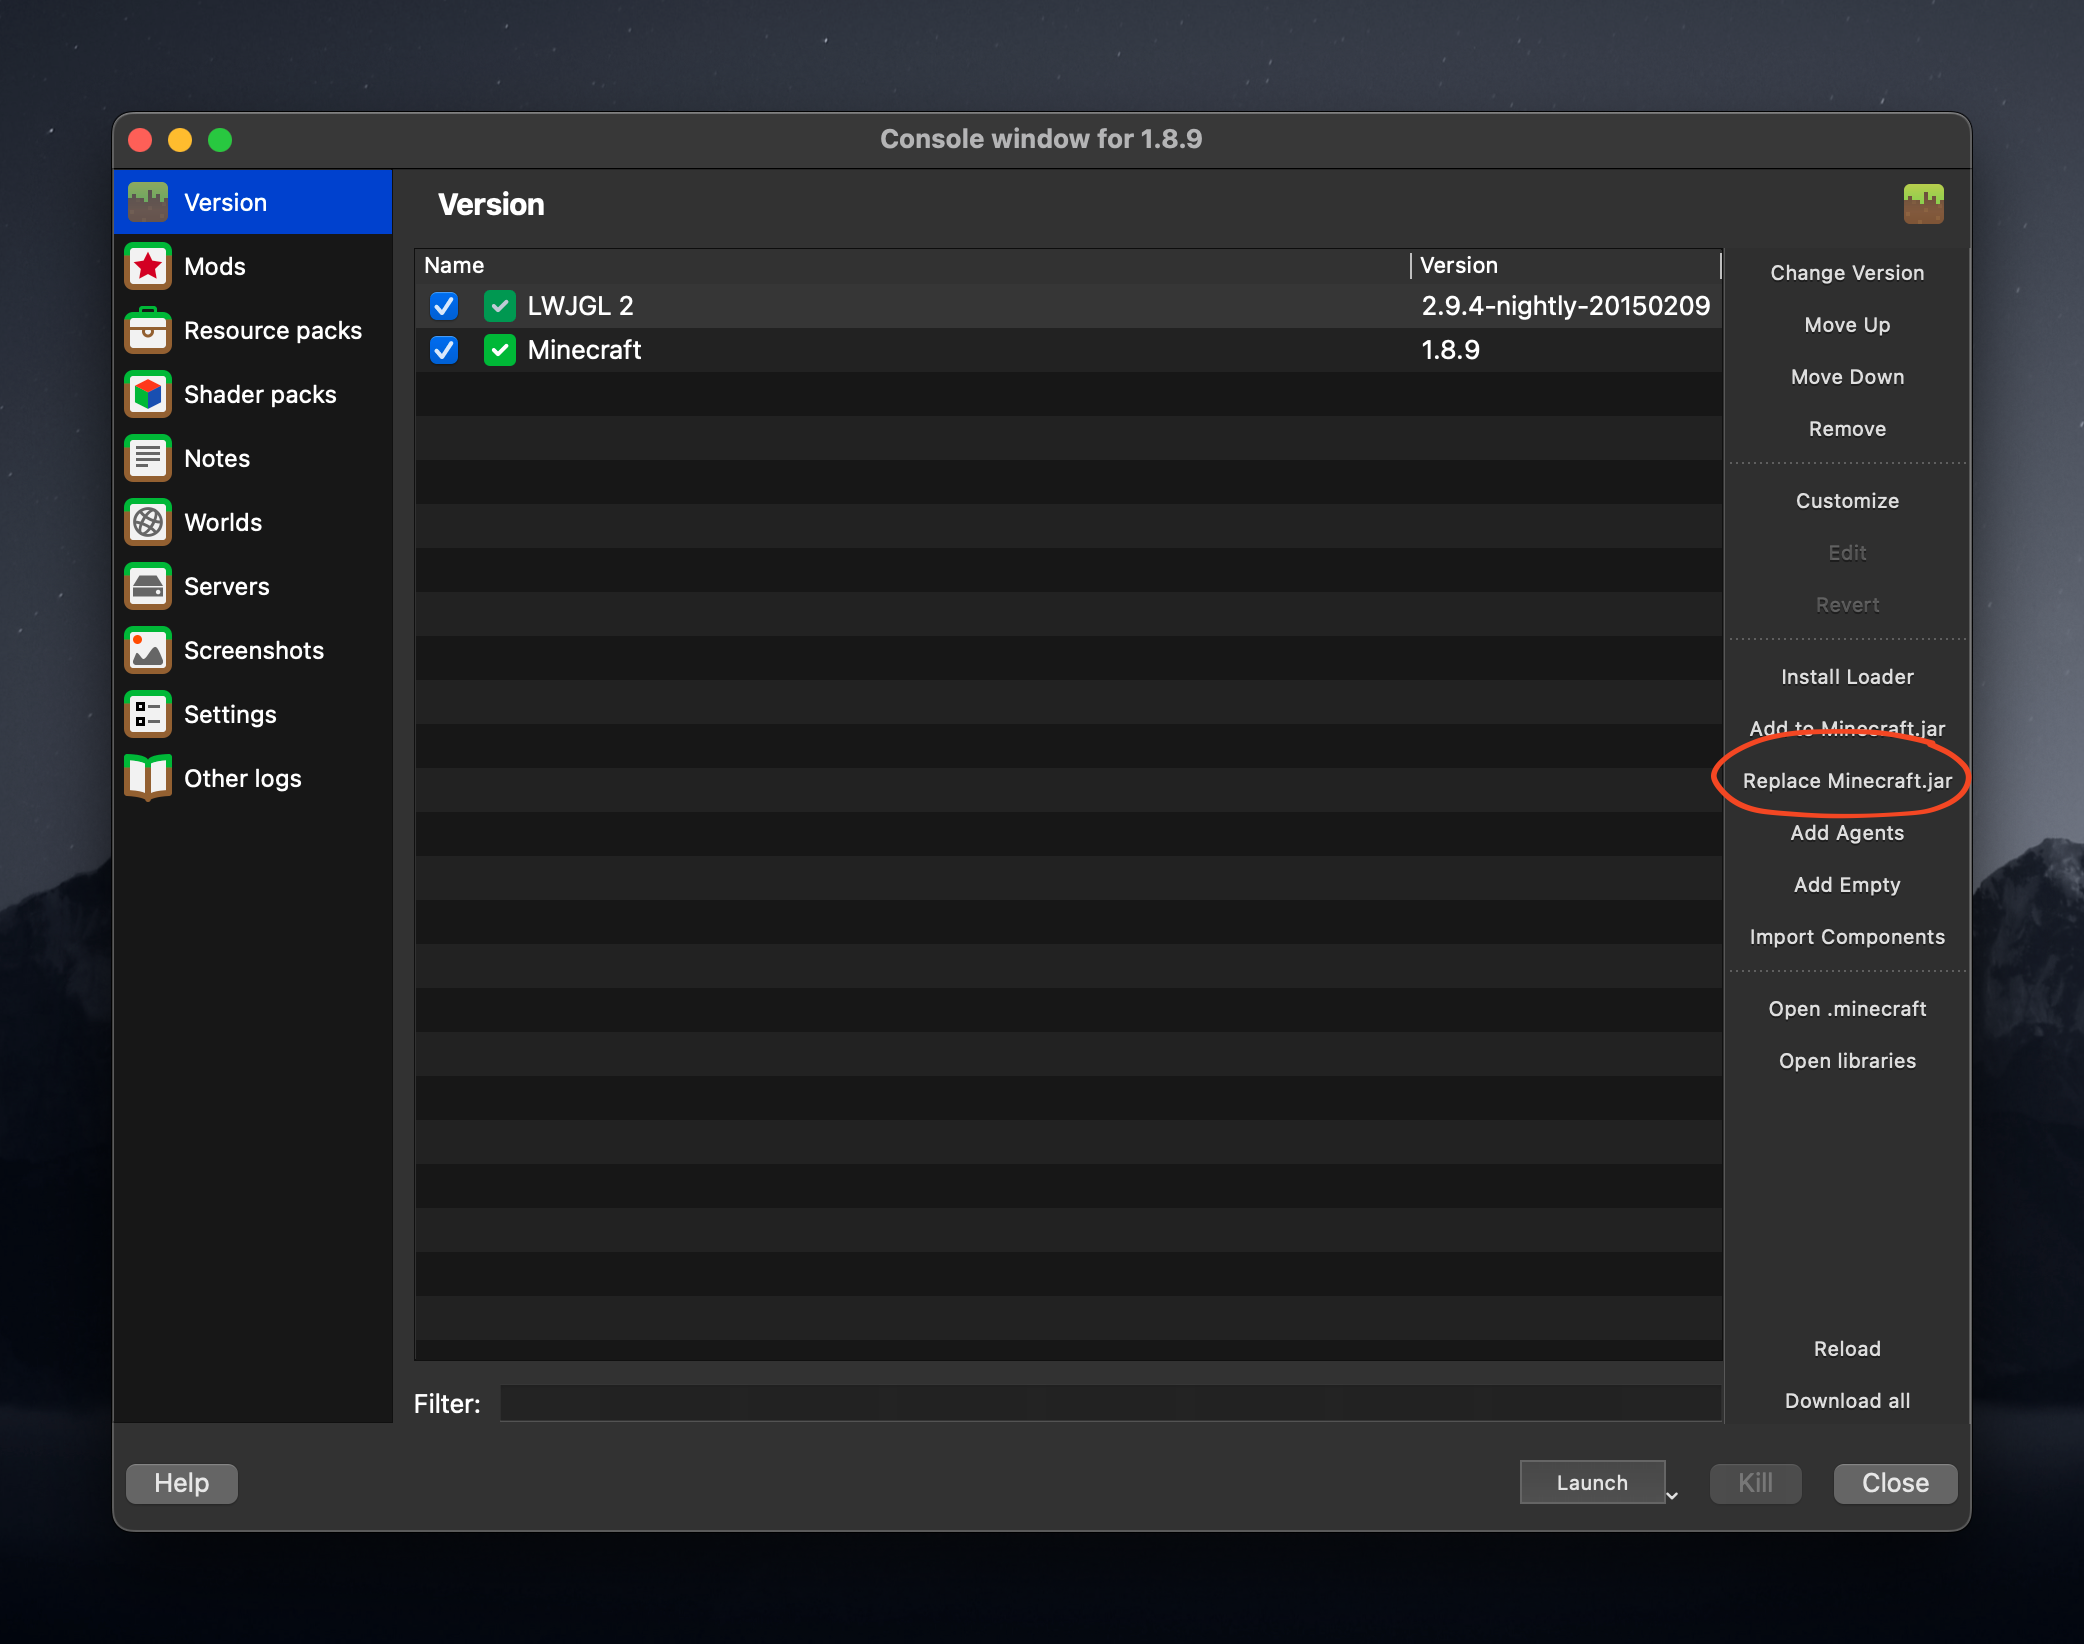 Console window for 1.8.9
Version
Mods
Resource packs
Shader packs
Notes
Worlds
Servers
Screenshots
Settings
Other logs
Version
Name Version
LWJGL 2 2.9.4-nightly-20150209
Minecraft 1.8.9
Change Version
Move Up
Move Down
Remove
Customize
Edit
Revert
Install Loader
Add to Minecraft.jar
Replace Minecraft.jar
Add Agents
Add Empty
Import Components
Open .minecraft
Open libraries
Reload
Download all
Filter:
Help
Launch
Kill
Close